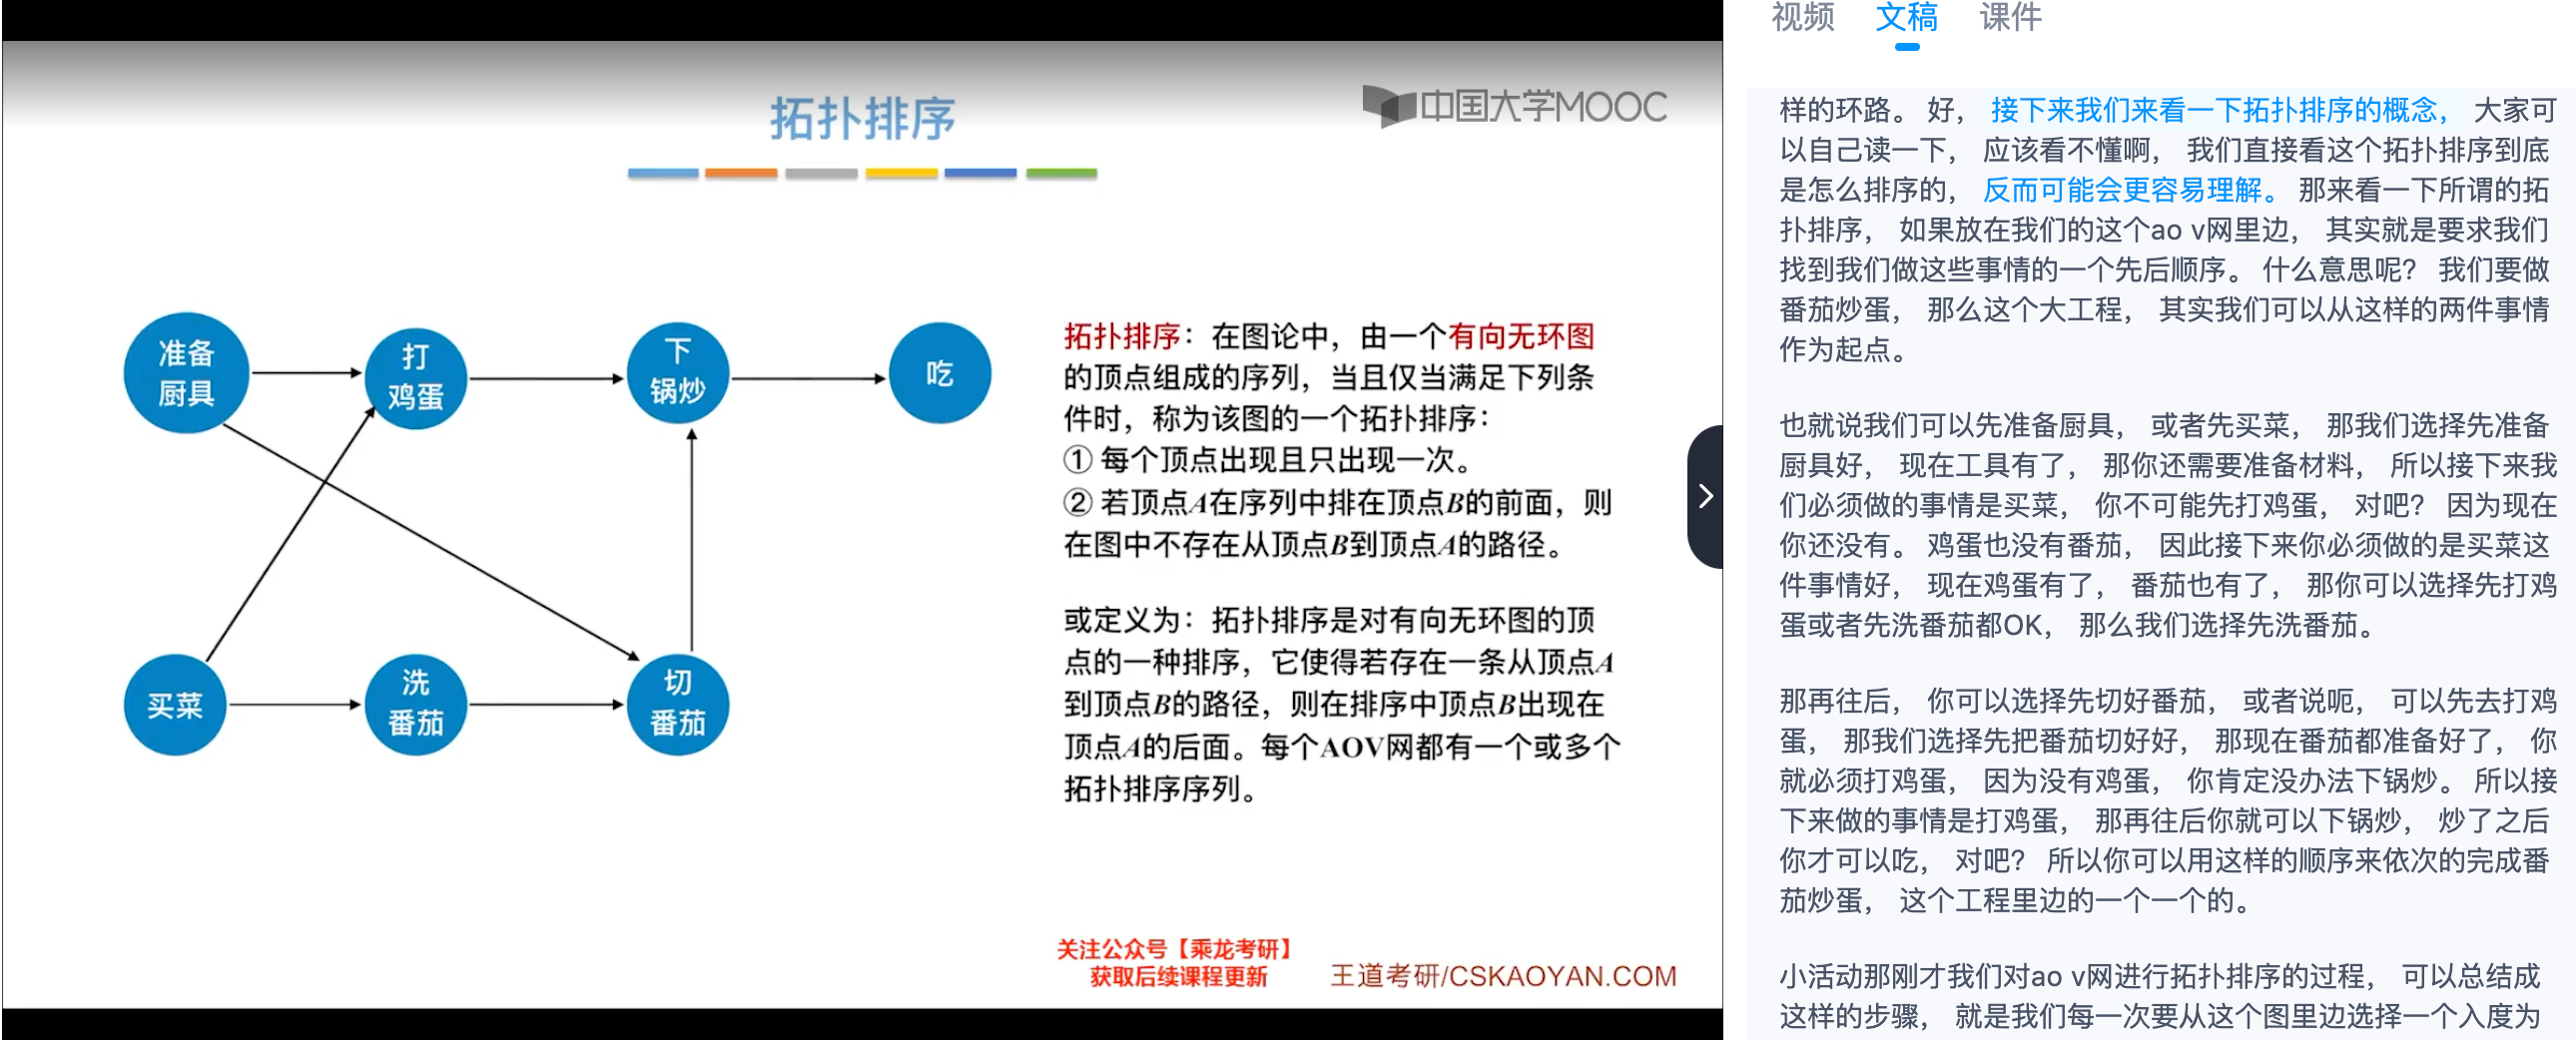 拓扑排序
中国大学MOOC
准备
厨具
打
鸡蛋
下
锅炒
吃
买菜
洗
番茄
切
番茄
拓扑排序：在图论中，由一个有向无环图
的顶点组成的序列，当且仅当满足下列条
件时，称为该图的一个拓扑排序：
① 每个顶点出现且只出现一次。
② 若顶点A在序列中排在顶点B的前面，则
在图中不存在从顶点B到顶点A的路径。
或定义为：拓扑排序是对有向无环图的顶
点的一种排序，它使得若存在一条从顶点A
到顶点B的路径，则在排序中顶点B出现在
顶点A的后面。每个AOV网都有一个或多个
拓扑排序序列。
关注公众号【乘龙考研】
获取后续课程更新
王道考研/CSKAOYAN.COM
视频 文稿 课件
样的环路。 好， 接下来我们来看一下拓扑排序的概念， 大家可
以自己读一下， 应该看不懂啊， 我们直接看这个拓扑排序到底
是怎么排序的， 反而可能会更容易理解。 那来看一下所谓的拓
扑排序， 如果放在我们的这个ao v网里边， 其实就是要求我们
找到我们做这些事情的一个先后顺序。 什么意思呢？ 我们要做
番茄炒蛋， 那么这个大工程， 其实我们可以从这样的两件事情
作为起点。
也就说我们可以先准备厨具， 或者先买菜， 那我们选择先准备
厨具好， 现在工具有了， 那你还需要准备材料， 所以接下来我
们必须做的事情是买菜， 你不可能先打鸡蛋， 对吧？ 因为现在
你还没有。 鸡蛋也没有番茄， 因此接下来你必须做的是买菜这
件事情好， 现在鸡蛋有了， 番茄也有了， 那你可以选择先打鸡
蛋或者先洗番茄都OK， 那么我们选择先洗番茄。
那再往后， 你可以选择先切好番茄， 或者说呃， 可以先去打鸡
蛋， 那我们选择先把番茄切好好， 那现在番茄都准备好了， 你
就必须打鸡蛋， 因为没有鸡蛋， 你肯定没办法下锅炒。 所以接
下来做的事情是打鸡蛋， 那再往后你就可以下锅炒， 炒了之后
你才可以吃， 对吧？ 所以你可以用这样的顺序来依次的完成番
茄炒蛋， 这个工程里边的一个一个的。
小活动那刚才我们对ao v网进行拓扑排序的过程， 可以总结成
这样的步骤， 就是我们每一次要从这个图里边选择一个入度为